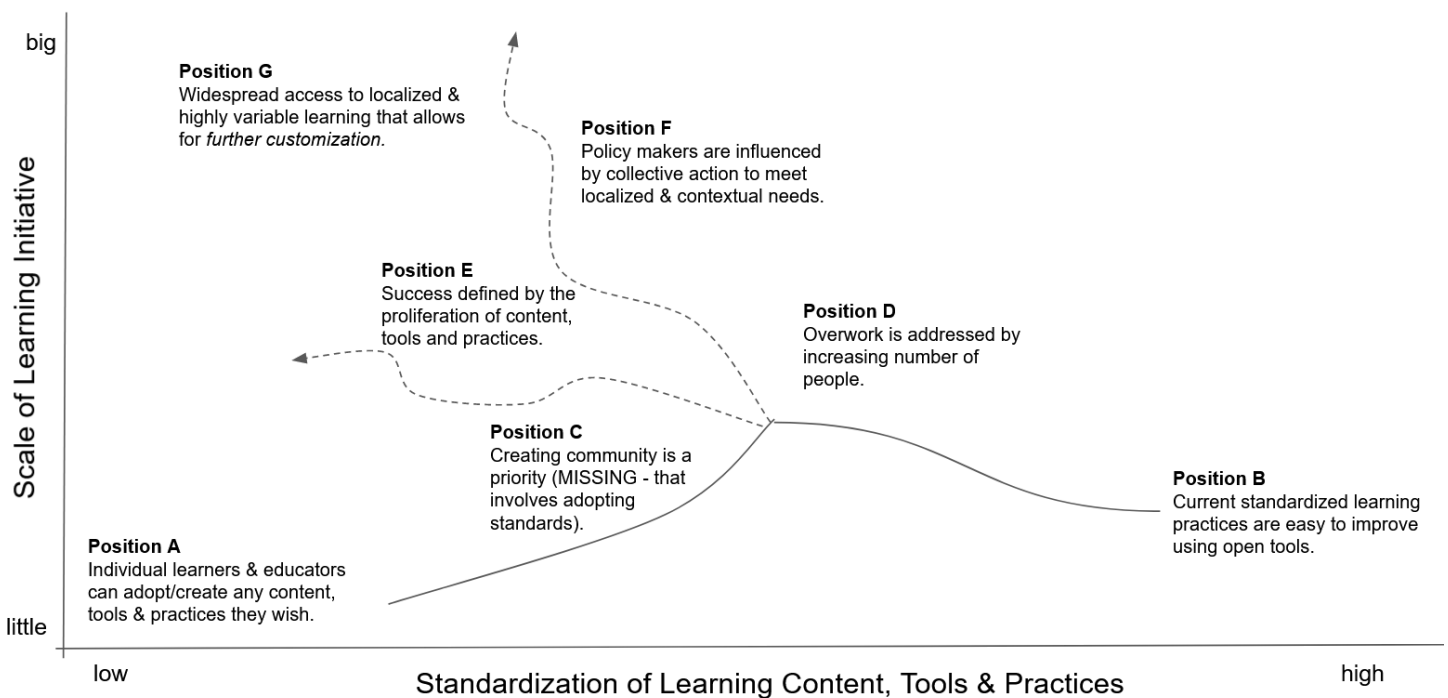 big
Position G
Widespread access to localized &
highly variable learning that allows
for further customization.
Position F
Policy makers are influenced
by collective action to meet
localized & contextual needs.
Scale of Learning Initiative
Position E
Success defined by the
proliferation of content,
tools and practices.
Position D
Overwork is addressed by
increasing number of
people.
Position C
Creating community is a
priority (MISSING - that
involves adopting
standards).
Position B
Current standardized learning
practices are easy to improve
using open tools.
Position A
Individual learners & educators
can adopt/create any content,
tools & practices they wish.
little
low
Standardization of Learning Content, Tools & Practices
high